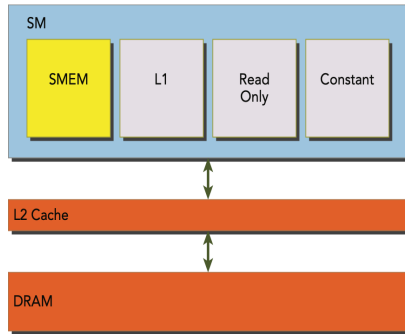 SM
SMEM
L1
Read
Only
Constant
L2 Cache
DRAM